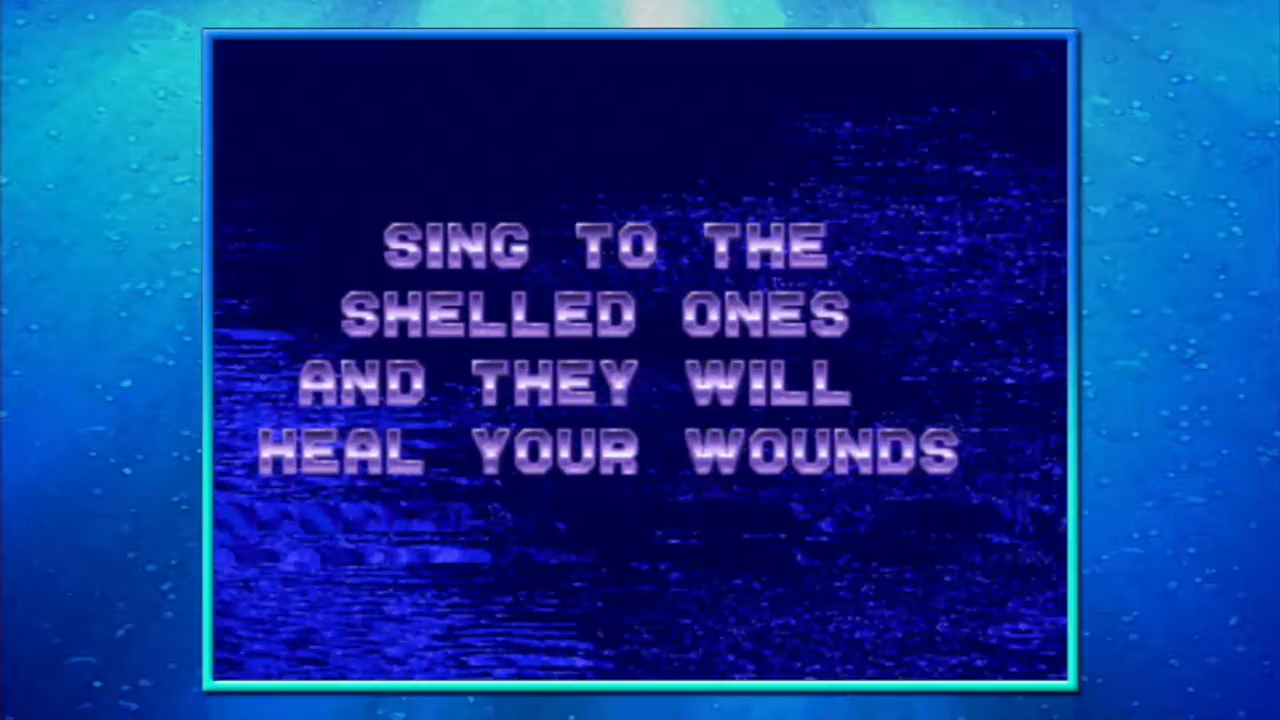 SING TO THE
SHELLED ONES
AND THEY WILL
HEAL YOUR WOUNDS